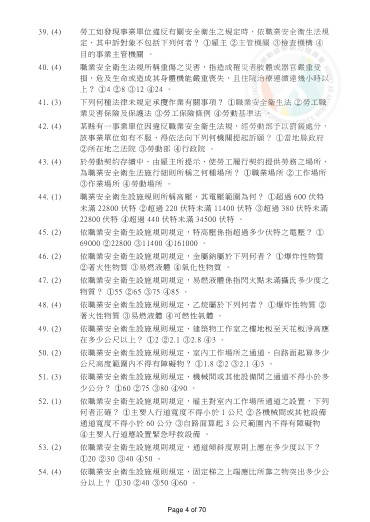 39. (4) 勞工如發現事業單位違反有關安全衛生之規定時，依職業安全衛生法規
定，其申訴對象不包括下列何者？ ①雇主 ②主管機關 ③檢查機構 ④
目的事業主管機關 。
40. (4) 職業安全衛生法規所稱重傷之災害，指造成罹災者肢體或器官嚴重受
損，危及生命或造成其身體機能嚴重喪失，且住院治療連續達幾小時以
上？ ①4 ②8 ③12 ④24 。
41. (3) 下列何種法律未規定承攬作業有關事項？ ①職業安全衛生法 ②勞工職
業災害保險及保護法 ③勞工保險條例 ④勞動基準法 。
42. (4) 某縣有一事業單位因違反職業安全衛生法規，經勞動部予以罰鍰處分，
該事業單位如有不服，得依法向下列何機關提起訴願？ ①當地縣政府
②所在地之法院 ③勞動部 ④行政院 。
43. (4) 於勞動契約存續中，由雇主所提示，使勞工履行契約提供勞務之場所，
為職業安全衛生法施行細則所稱之何種場所？ ①職業場所 ②工作場所
③作業場所 ④勞動場所 。
44. (1) 職業安全衛生設施規則所稱高壓，其電壓範圍為何？ ①超過 600 伏特
未滿 22800 伏特 ②超過 220 伏特未滿 11400 伏特 ③超過 380 伏特未滿
22800 伏特 ④超過 440 伏特未滿 34500 伏特 。
45. (2) 依職業安全衛生設施規則規定，特高壓係指超過多少伏特之電壓？ ①
69000 ②22800 ③11400 ④161000 。
46. (2) 依職業安全衛生設施規則規定，金屬鋁屬於下列何者？ ①爆炸性物質
②著火性物質 ③易燃液體 ④氧化性物質 。
47. (2) 依職業安全衛生設施規則規定，易燃液體係指閃火點未滿攝氏多少度之
物質？ ①55 ②65 ③75 ④85 。
48. (4) 依職業安全衛生設施規則規定，乙烷屬於下列何者？ ①爆炸性物質 ②
著火性物質 ③易燃液體 ④可燃性氣體 。
49. (2) 依職業安全衛生設施規則規定，建築物工作室之樓地板至天花板淨高應
在多少公尺以上？ ①2 ②2.1 ③2.8 ④3 。
50. (2) 依職業安全衛生設施規則規定，室內工作場所之通道，自路面起算多少
公尺高度範圍內不得有障礙物？ ①1.8 ②2 ③2.1 ④3 。
51. (3) 依職業安全衛生設施規則規定，機械間或其他設備間之通道不得小於多
少公分？ ①60 ②75 ③80 ④90 。
52. (1) 依職業安全衛生設施規則規定，雇主對室內工作場所通道之設置，下列
何者正確？ ①主要人行道寬度不得小於 1 公尺 ②各機械間或其他設備
通道寬度不得小於 60 公分 ③自路面算起 3 公尺範圍內不得有障礙物
④主要人行道應設置緊急呼救設備 。
53. (2) 依職業安全衛生設施規則規定，通道傾斜度原則上應在多少度以下？
①20 ②30 ③40 ④50 。
54. (4) 依職業安全衛生設施規則規定，固定梯之上端應比所靠之物突出多少公
分以上？ ①30 ②40 ③50 ④60 。
Page 4 of 70